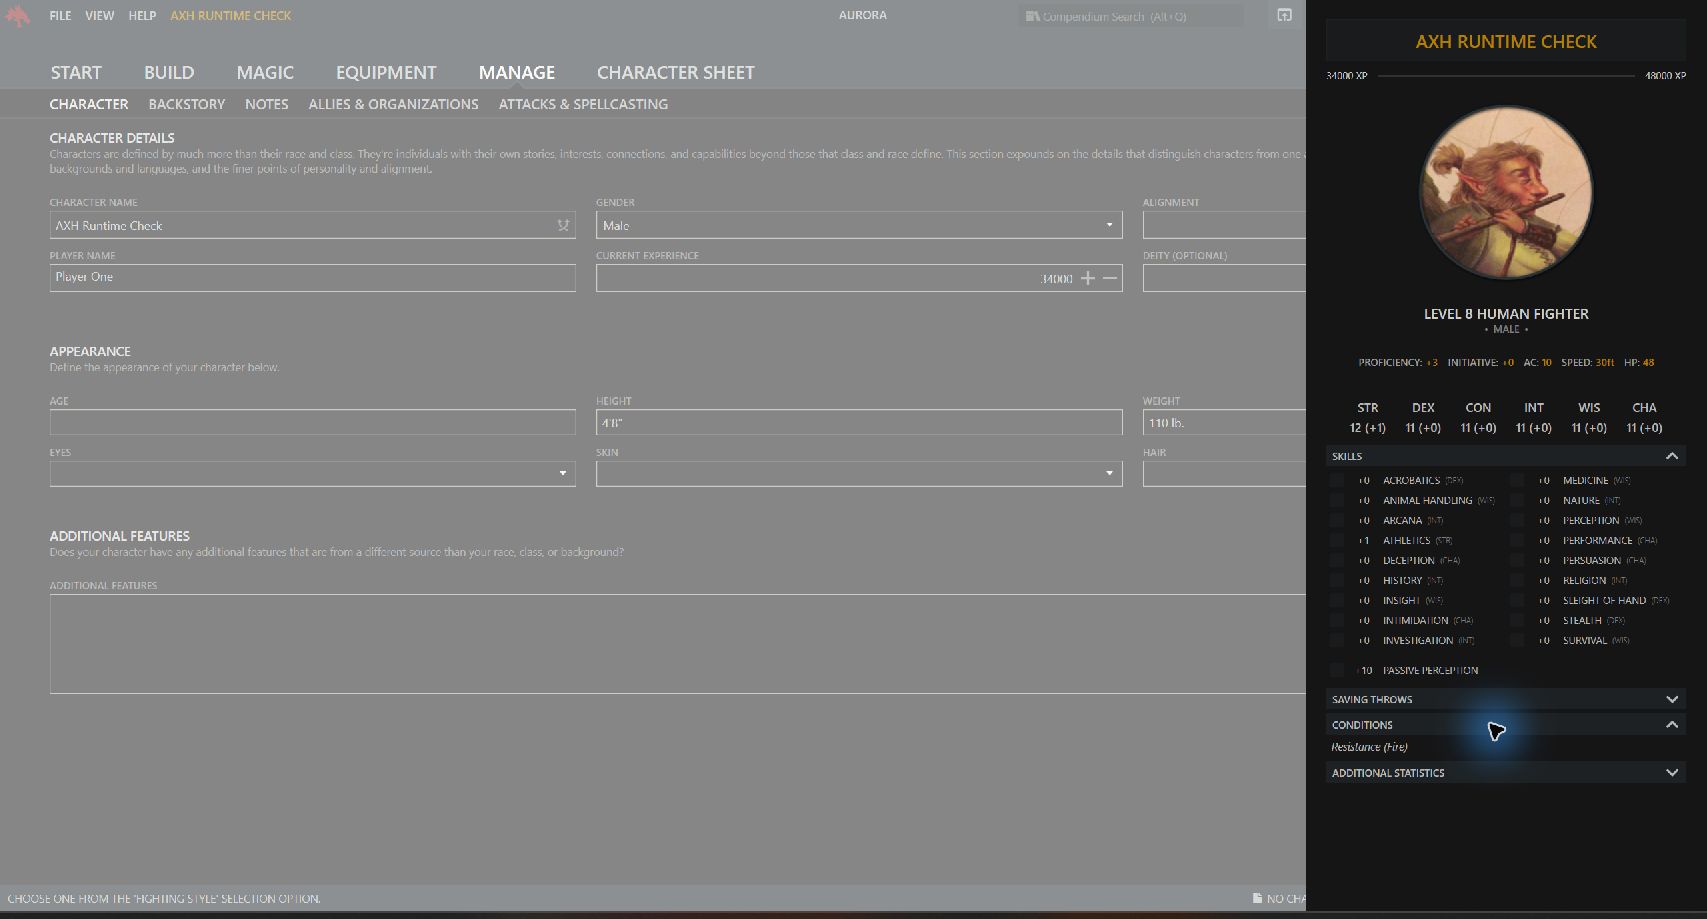 FILE VIEW HELP AXH RUNTIME CHECK
AURORA
Compendium Search (Alt+Q)
START BUILD MAGIC EQUIPMENT MANAGE CHARACTER SHEET
CHARACTER BACKSTORY NOTES ALLIES & ORGANIZATIONS ATTACKS & SPELLCASTING
CHARACTER DETAILS
Characters are defined by much more than their race and class. They're individuals with their own stories, interests, connections, and capabilities beyond those that class and race define. This section expounds on the details that distinguish characters from one a
backgrounds and languages, and the finer points of personality and alignment.
CHARACTER NAME GENDER ALIGNMENT
AXH Runtime Check Male
PLAYER NAME CURRENT EXPERIENCE DEITY (OPTIONAL)
Player One 34000
APPEARANCE
Define the appearance of your character below.
AGE HEIGHT WEIGHT
4'8" 110 lb.
EYES SKIN HAIR
ADDITIONAL FEATURES
Does your character have any additional features that are from a different source than your race, class, or background?
ADDITIONAL FEATURES
CHOOSE ONE FROM THE 'FIGHTING STYLE' SELECTION OPTION.
NO CHA
AXH RUNTIME CHECK
34000 XP 48000 XP
LEVEL 8 HUMAN FIGHTER
• MALE •
PROFICIENCY: +3 INITIATIVE: +0 AC: 10 SPEED: 30ft HP: 48
STR DEX CON INT WIS CHA
12 (+1) 11 (+0) 11 (+0) 11 (+0) 11 (+0) 11 (+0)
SKILLS
+0 ACROBATICS (DEX) +0 MEDICINE (WIS)
+0 ANIMAL HANDLING (WIS) +0 NATURE (INT)
+0 ARCANA (INT) +0 PERCEPTION (WIS)
+1 ATHLETICS (STR) +0 PERFORMANCE (CHA)
+0 DECEPTION (CHA) +0 PERSUASION (CHA)
+0 HISTORY (INT) +0 RELIGION (INT)
+0 INSIGHT (WIS) +0 SLEIGHT OF HAND (DEX)
+0 INTIMIDATION (CHA) +0 STEALTH (DEX)
+0 INVESTIGATION (INT) +0 SURVIVAL (WIS)
+10 PASSIVE PERCEPTION
SAVING THROWS
CONDITIONS
Resistance (Fire)
ADDITIONAL STATISTICS